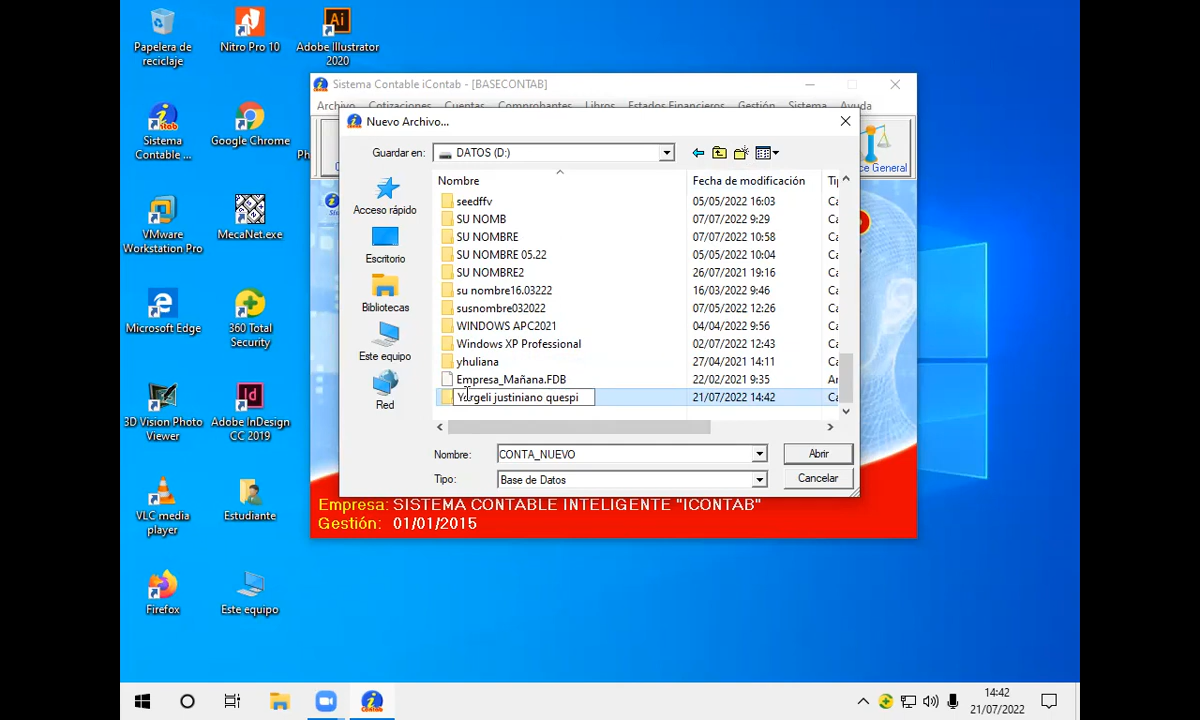 Papelera de
reciclaje
Nitro Pro 10
Adobe Illustrator
2020
Sistema
Contable ...
Google Chrome
VMware
Workstation Pro
MecaNet.exe
Microsoft Edge
360 Total
Security
3D Vision Photo
Viewer
Adobe InDesign
CC 2019
VLC media
player
Estudiante
Firefox
Este equipo
Sistema Contable iContab - [BASECONTAB]
Archivo Cotizaciones Cuentas Comprobantes Libros Estados Financieros Gestión Sistema Ayuda
Nuevo Archivo...
Guardar en: DATOS (D:)
Acceso rápido
Escritorio
Bibliotecas
Este equipo
Red
Nombre Fecha de modificación
seedffv 05/05/2022 16:03
SU NOMB 07/07/2022 9:29
SU NOMBRE 07/07/2022 10:58
SU NOMBRE 05.22 05/05/2022 10:04
SU NOMBRE2 26/07/2021 19:16
su nombre16.03222 16/03/2022 9:46
susnombre032022 07/05/2022 12:26
WINDOWS APC2021 04/04/2022 9:56
Windows XP Professional 02/07/2022 12:43
yhuliana 27/04/2021 14:11
Empresa_Mañana.FDB 22/02/2021 9:35
justiniano quespi 21/07/2022 14:42
Nombre: CONTA_NUEVO Abrir
Tipo: Base de Datos Cancelar
General
Empresa: SISTEMA CONTABLE INTELIGENTE "ICONTAB"
Gestión: 01/01/2015
14:42
21/07/2022